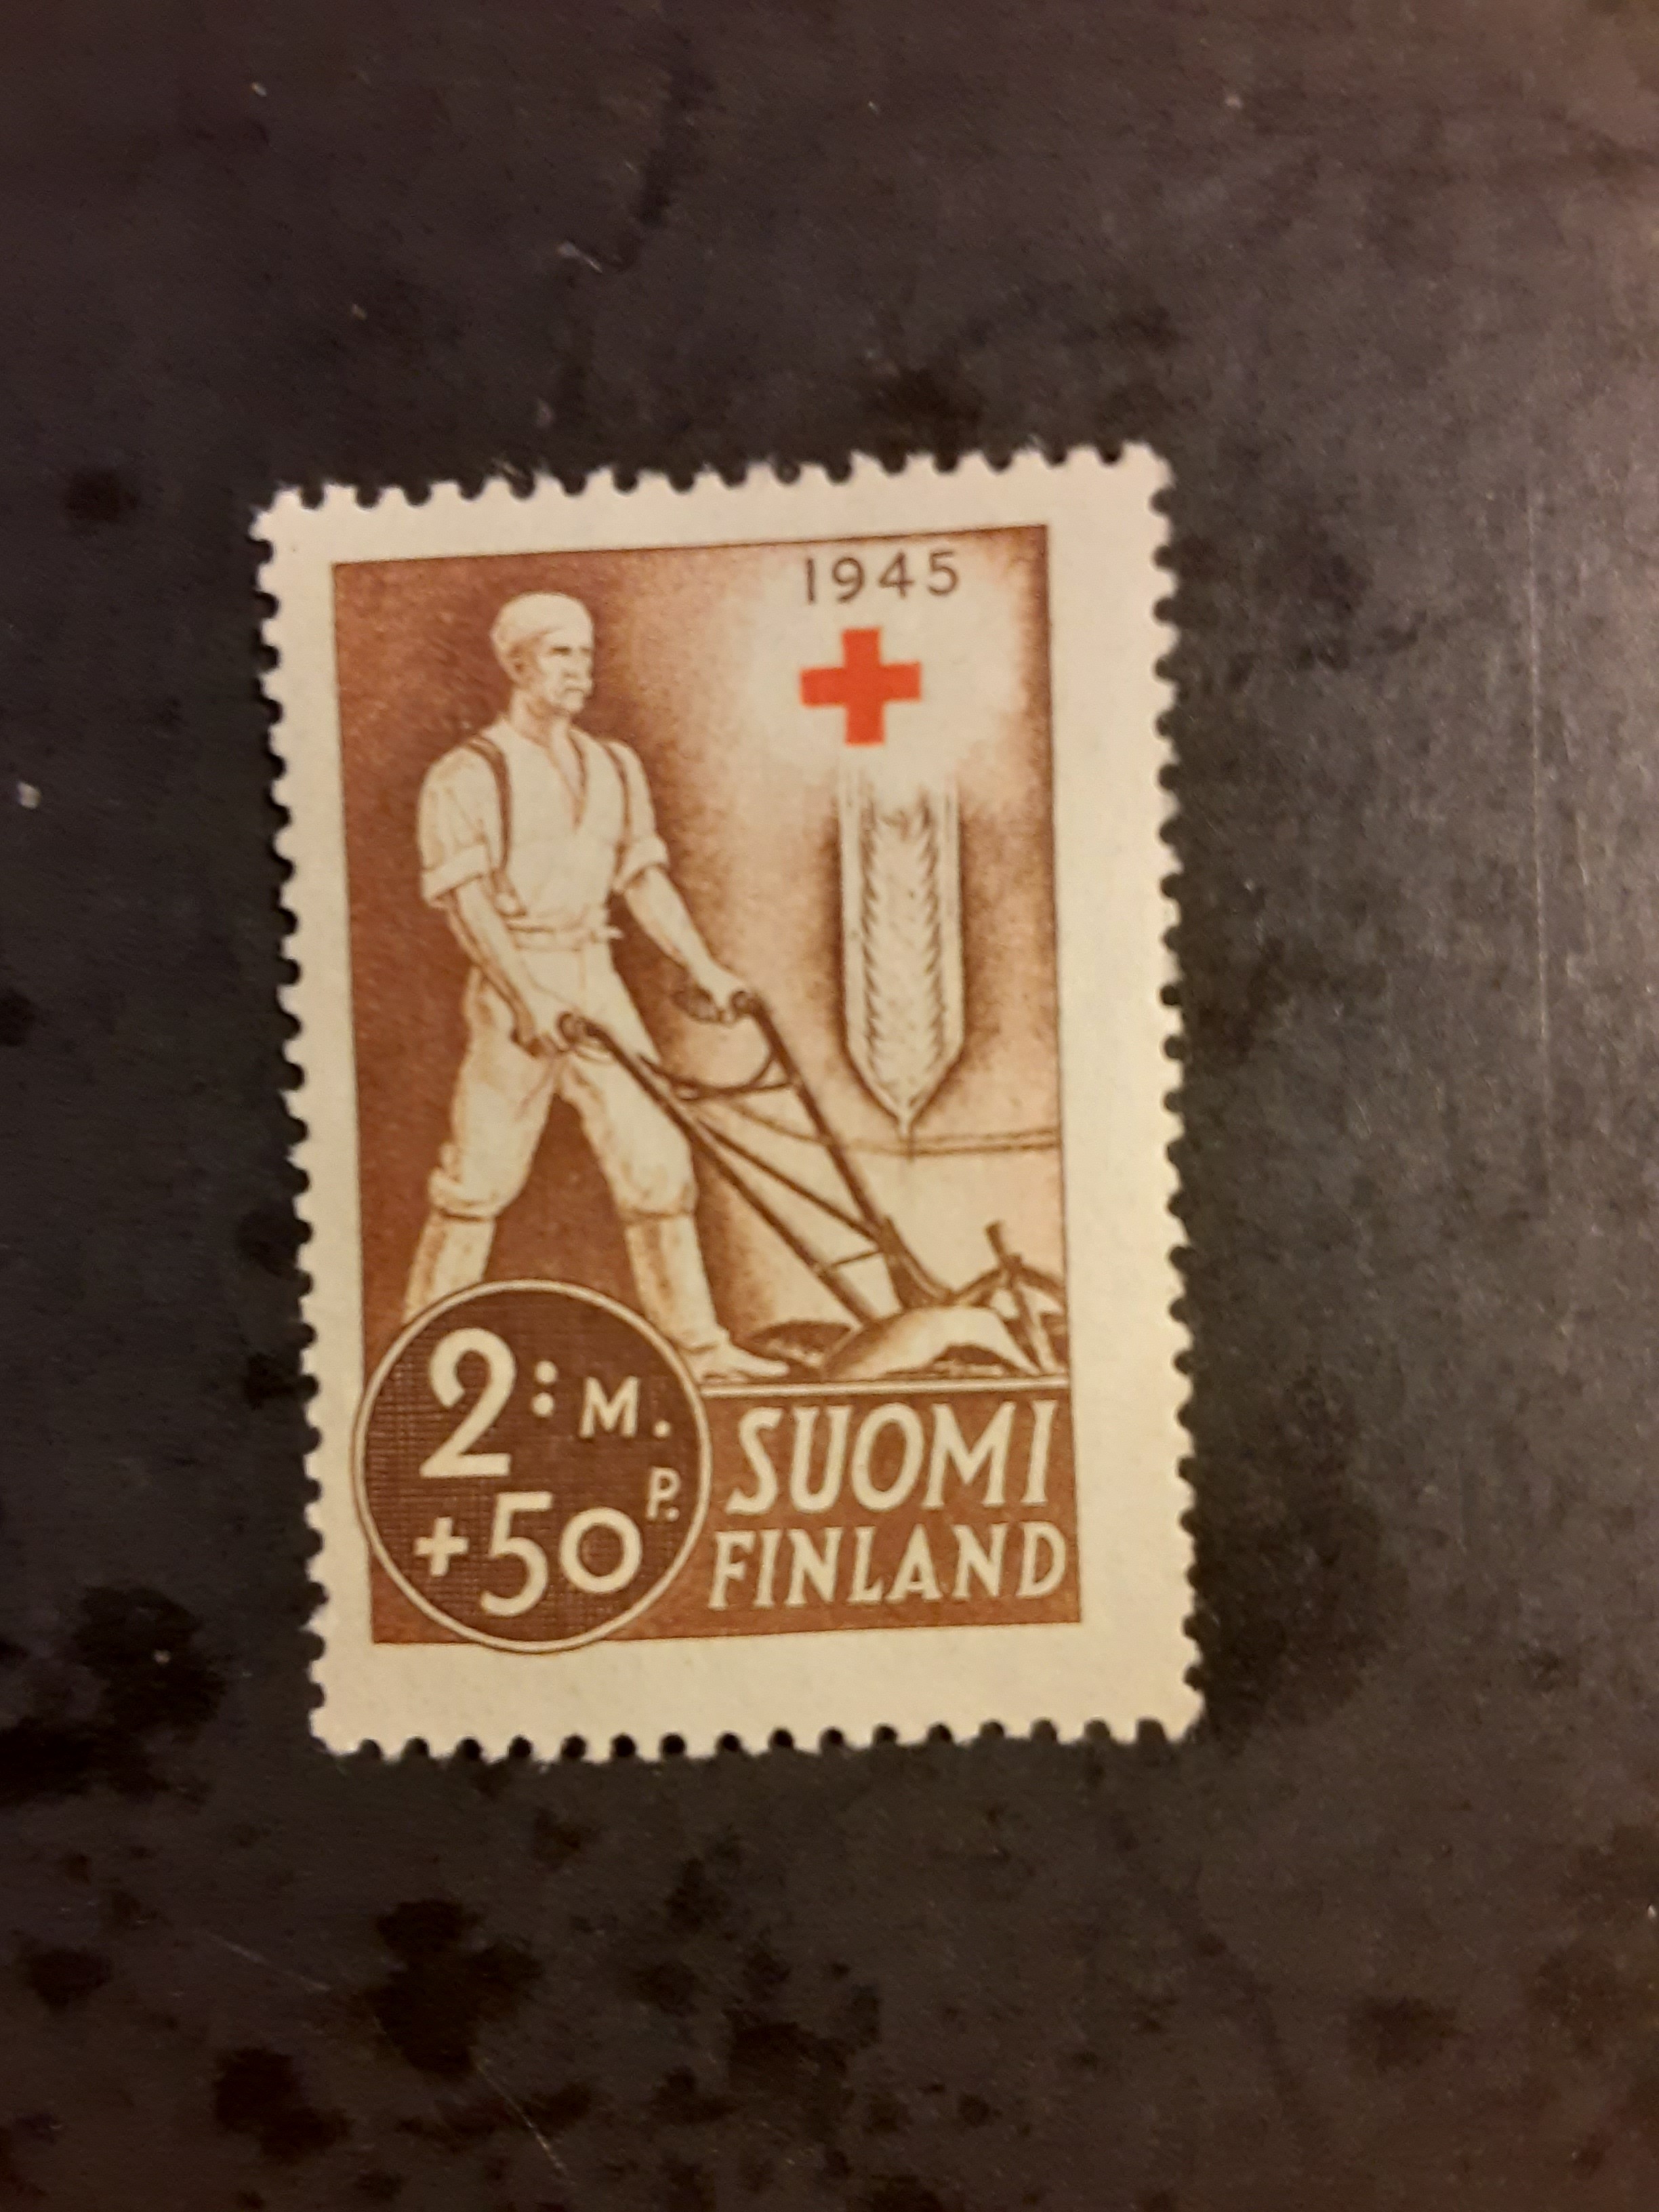 1945
2: M.
+50 P.
SUOMI
FINLAND